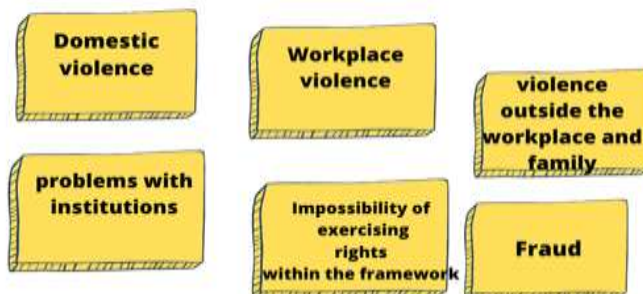 Domestic
violence
Workplace
violence
violence
outside the
workplace and
family
problems with
institutions
Impossibility of
exercising
rights
within the framework
Fraud